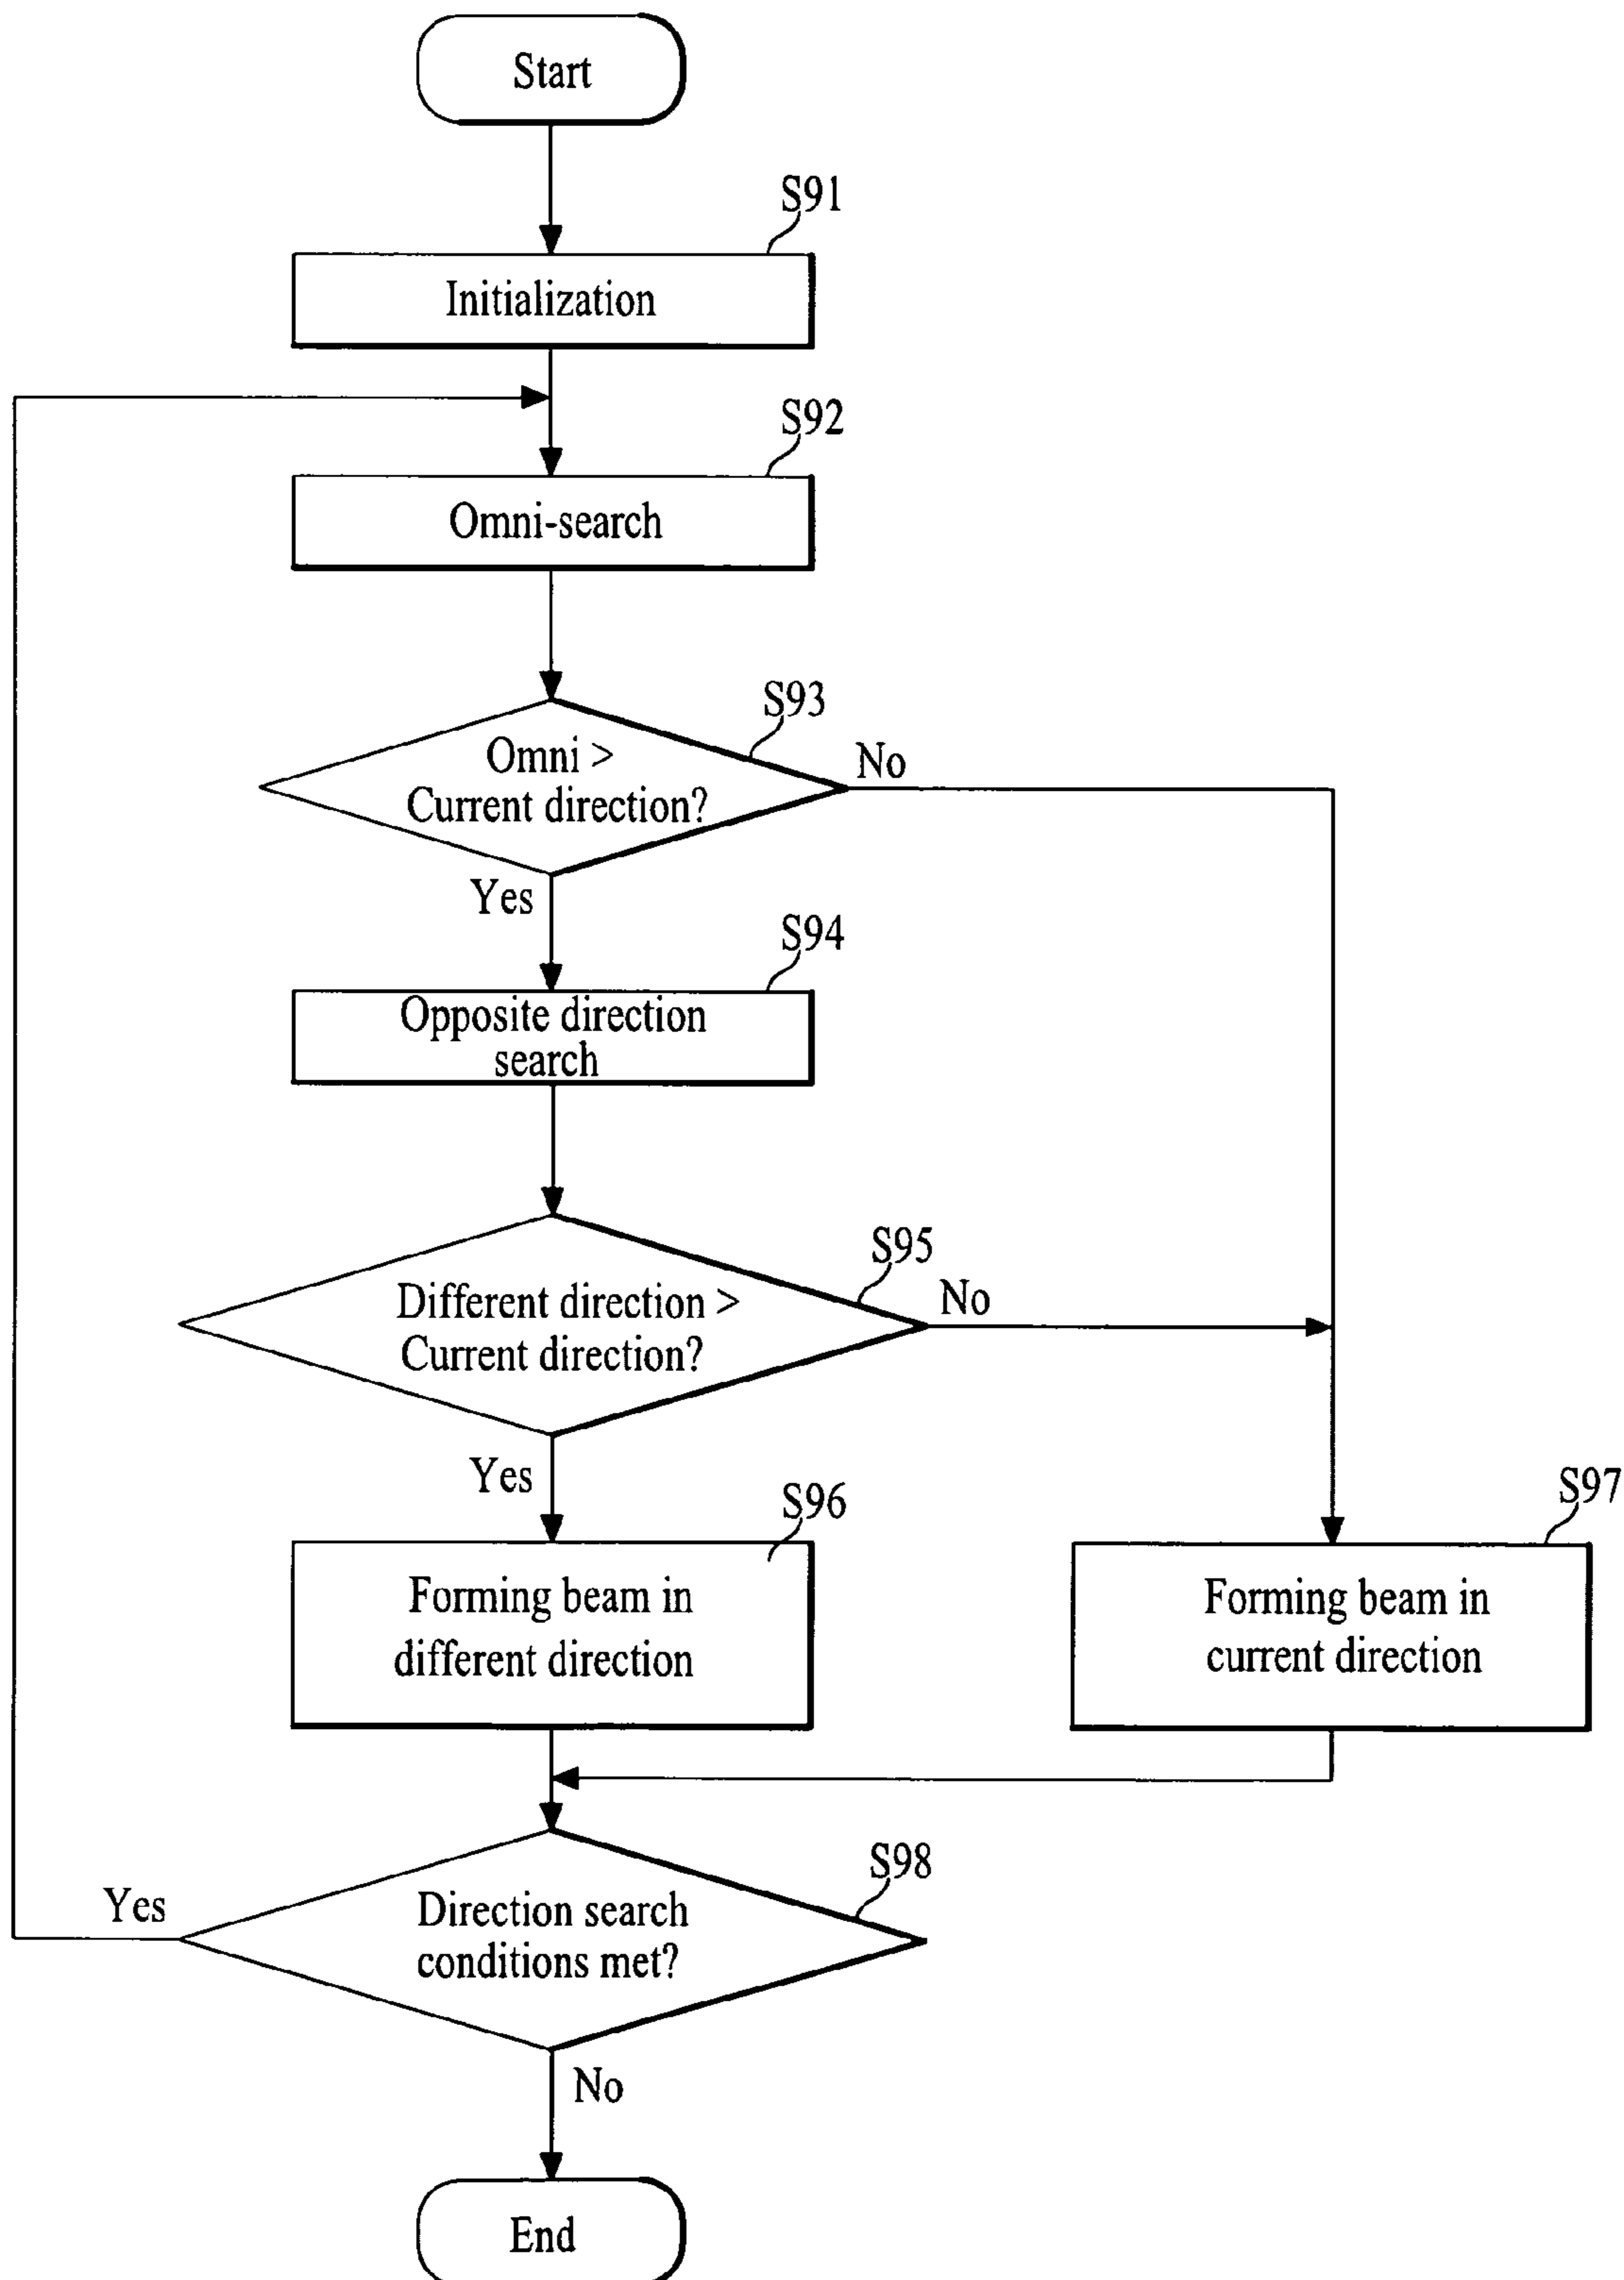 Start
S91
Initialization
S92
Omni-search
S93
Omni >
Current direction?
No
Yes
S94
Opposite direction
search
S95
Different direction >
Current direction?
No
Yes
S96
Forming beam in
different direction
S97
Forming beam in
current direction
S98
Direction search
conditions met?
Yes
No
End